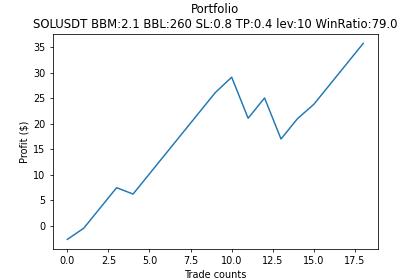 Portfolio
SOLUSDT BBM:2.1 BBL:260 SL:0.8 TP:0.4 lev:10 WinRatio:79.0
35
30
25
20
15
10
5
0
Profit ($)
0.0 2.5 5.0 7.5 10.0 12.5 15.0 17.5
Trade counts